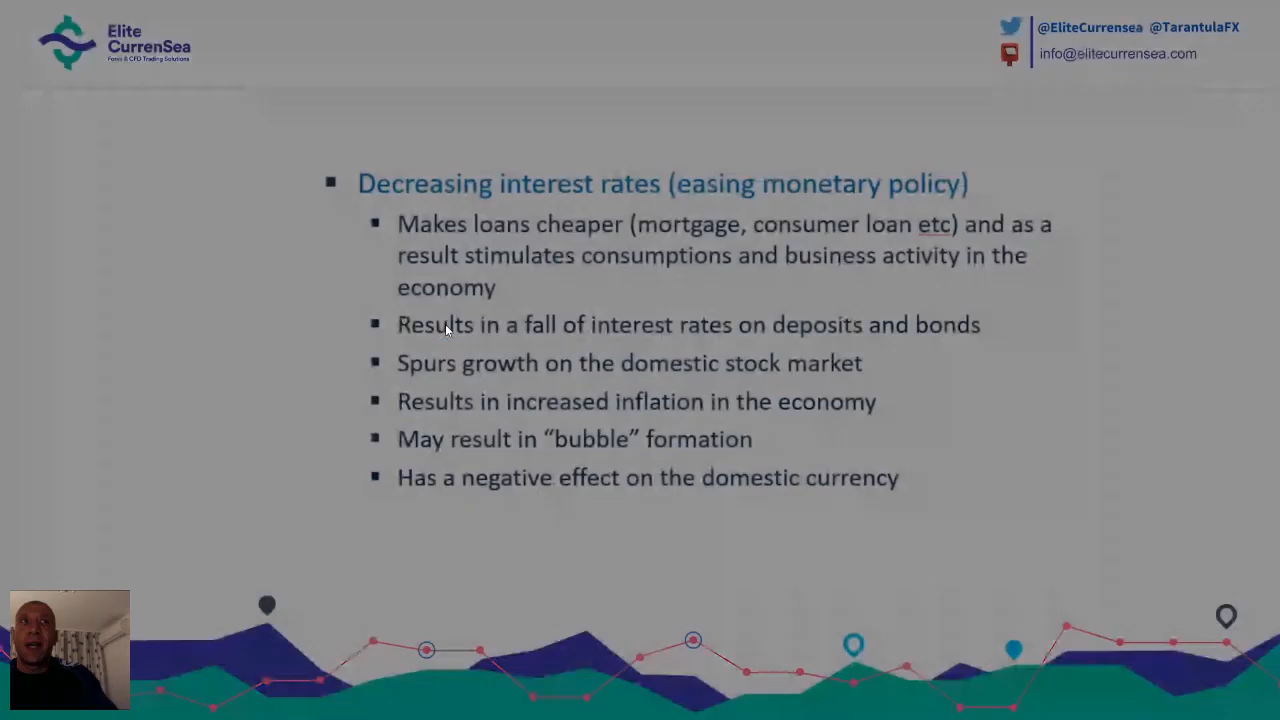 Elite
CurrenSea
Forex & CFD Trading Solutions
@EliteCurrensea @TarantulaFX
info@elitecurrensea.com
Decreasing interest rates (easing monetary policy)
Makes loans cheaper (mortgage, consumer loan etc) and as a
result stimulates consumptions and business activity in the
economy
Results in a fall of interest rates on deposits and bonds
Spurs growth on the domestic stock market
Results in increased inflation in the economy
May result in “bubble” formation
Has a negative effect on the domestic currency